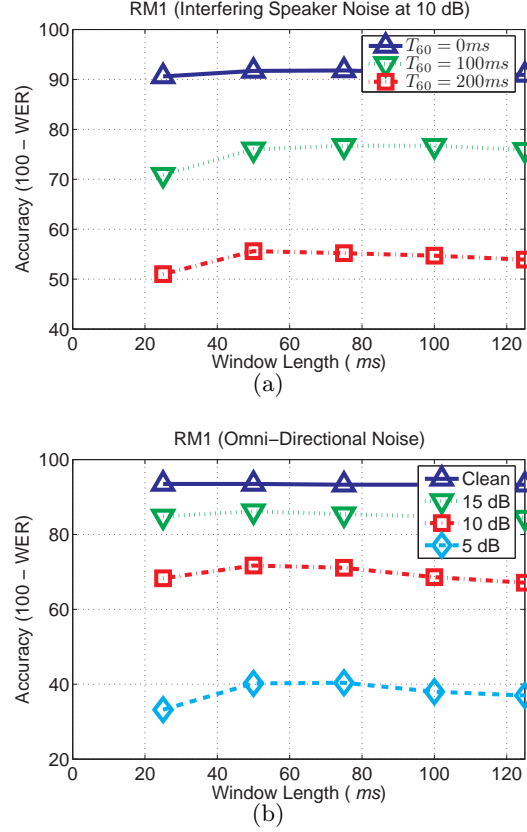 RM1 (Interfering Speaker Noise at 10 dB)
100
90
80
70
60
50
40
Accuracy (100 − WER)
T60 = 0ms
T60 = 100ms
T60 = 200ms
0 20 40 60 80 100 120
Window Length ( ms)
(a)
RM1 (Omni−Directional Noise)
100
80
60
40
20
Accuracy (100 − WER)
Clean
15 dB
10 dB
5 dB
0 20 40 60 80 100 120
Window Length ( ms)
(b)